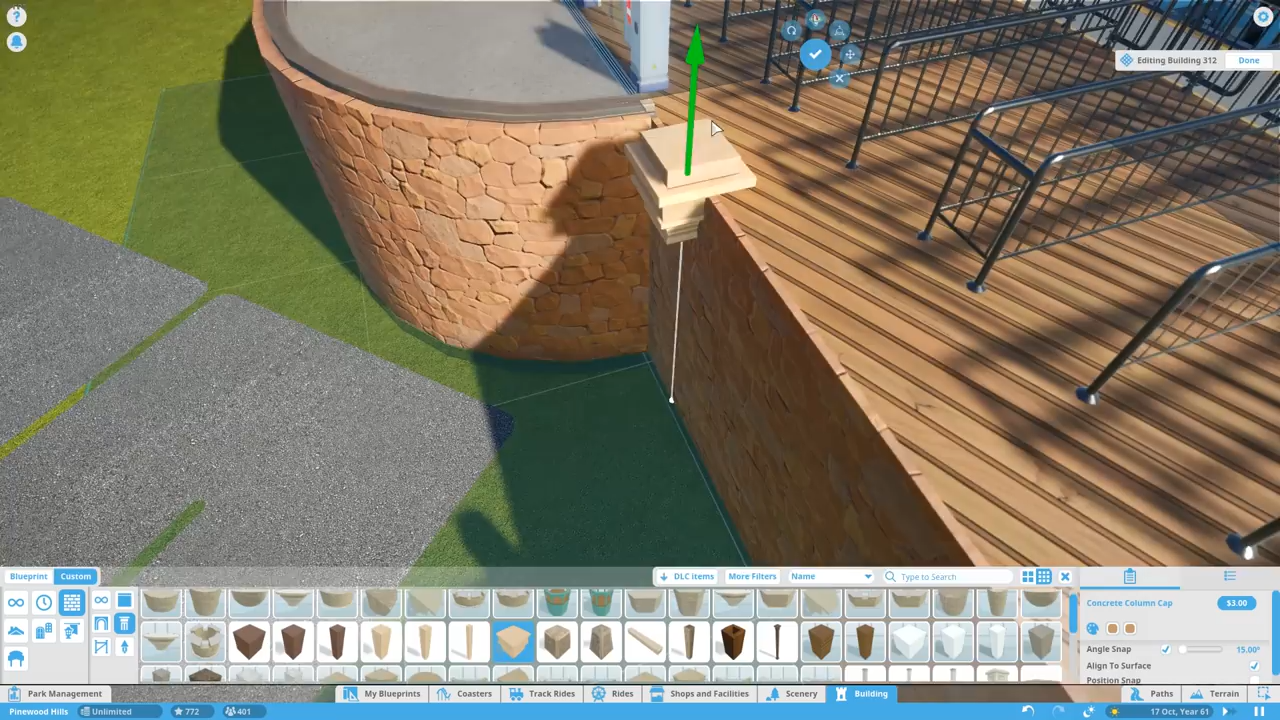 Editing Building 312
Done
Blueprint
Custom
DLC items
More Filters
Name
Type to Search
Concrete Column Cap
$3.00
Angle Snap
15.00°
Align To Surface
Position Snap
Park Management
My Blueprints
Coasters
Track Rides
Rides
Shops and Facilities
Scenery
Building
Paths
Terrain
Pinewood Hills
Unlimited
772
401
17 Oct, Year 61